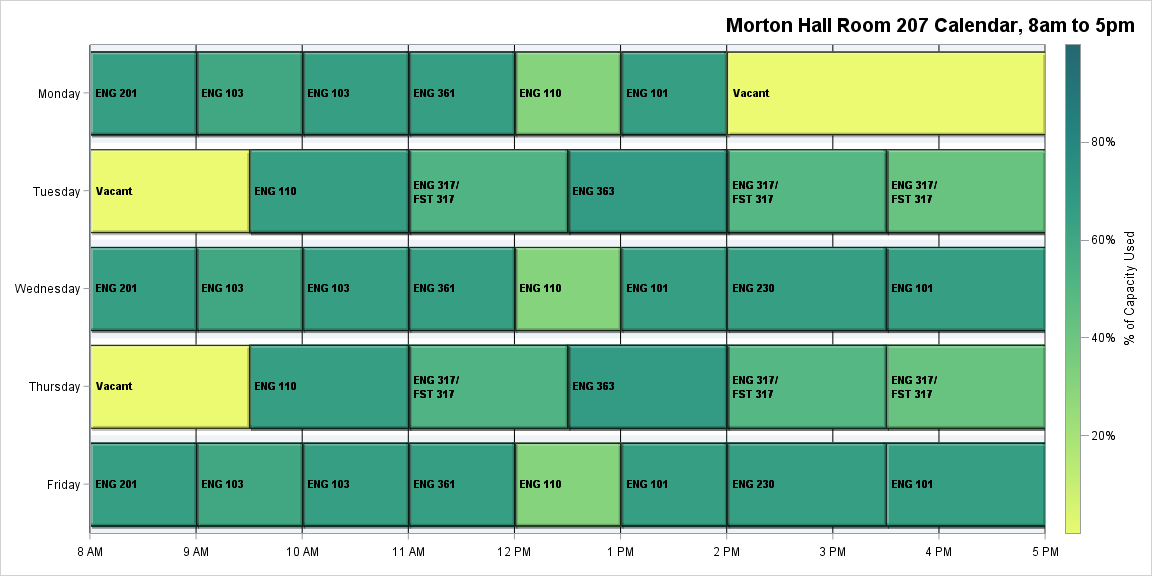 Morton Hall Room 207 Calendar, 8am to 5pm
Monday
ENG 201
ENG 103
ENG 103
ENG 361
ENG 110
ENG 101
Vacant
Tuesday
Vacant
ENG 110
ENG 317/
FST 317
ENG 363
ENG 317/
FST 317
ENG 317/
FST 317
Wednesday
ENG 201
ENG 103
ENG 103
ENG 361
ENG 110
ENG 101
ENG 230
ENG 101
Thursday
Vacant
ENG 110
ENG 317/
FST 317
ENG 363
ENG 317/
FST 317
ENG 317/
FST 317
Friday
ENG 201
ENG 103
ENG 103
ENG 361
ENG 110
ENG 101
ENG 230
ENG 101
8 AM
9 AM
10 AM
11 AM
12 PM
1 PM
2 PM
3 PM
4 PM
5 PM
80%
60%
40%
20%
% of Capacity Used